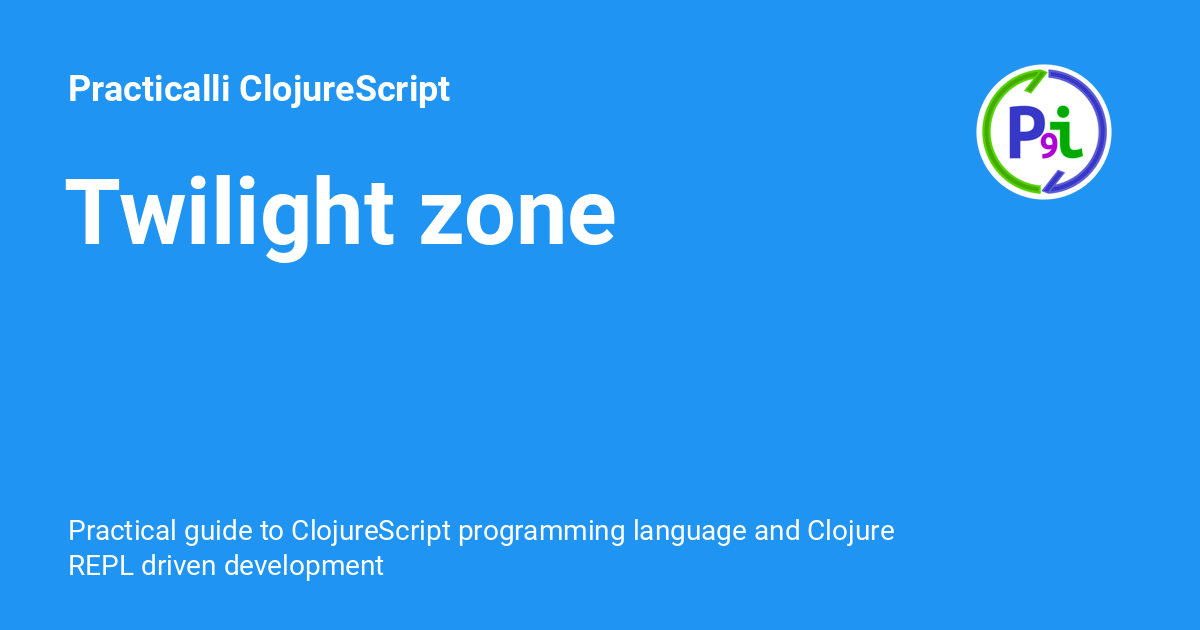 Practicalli ClojureScript
P9i
Twilight zone
Practical guide to ClojureScript programming language and Clojure
REPL driven development